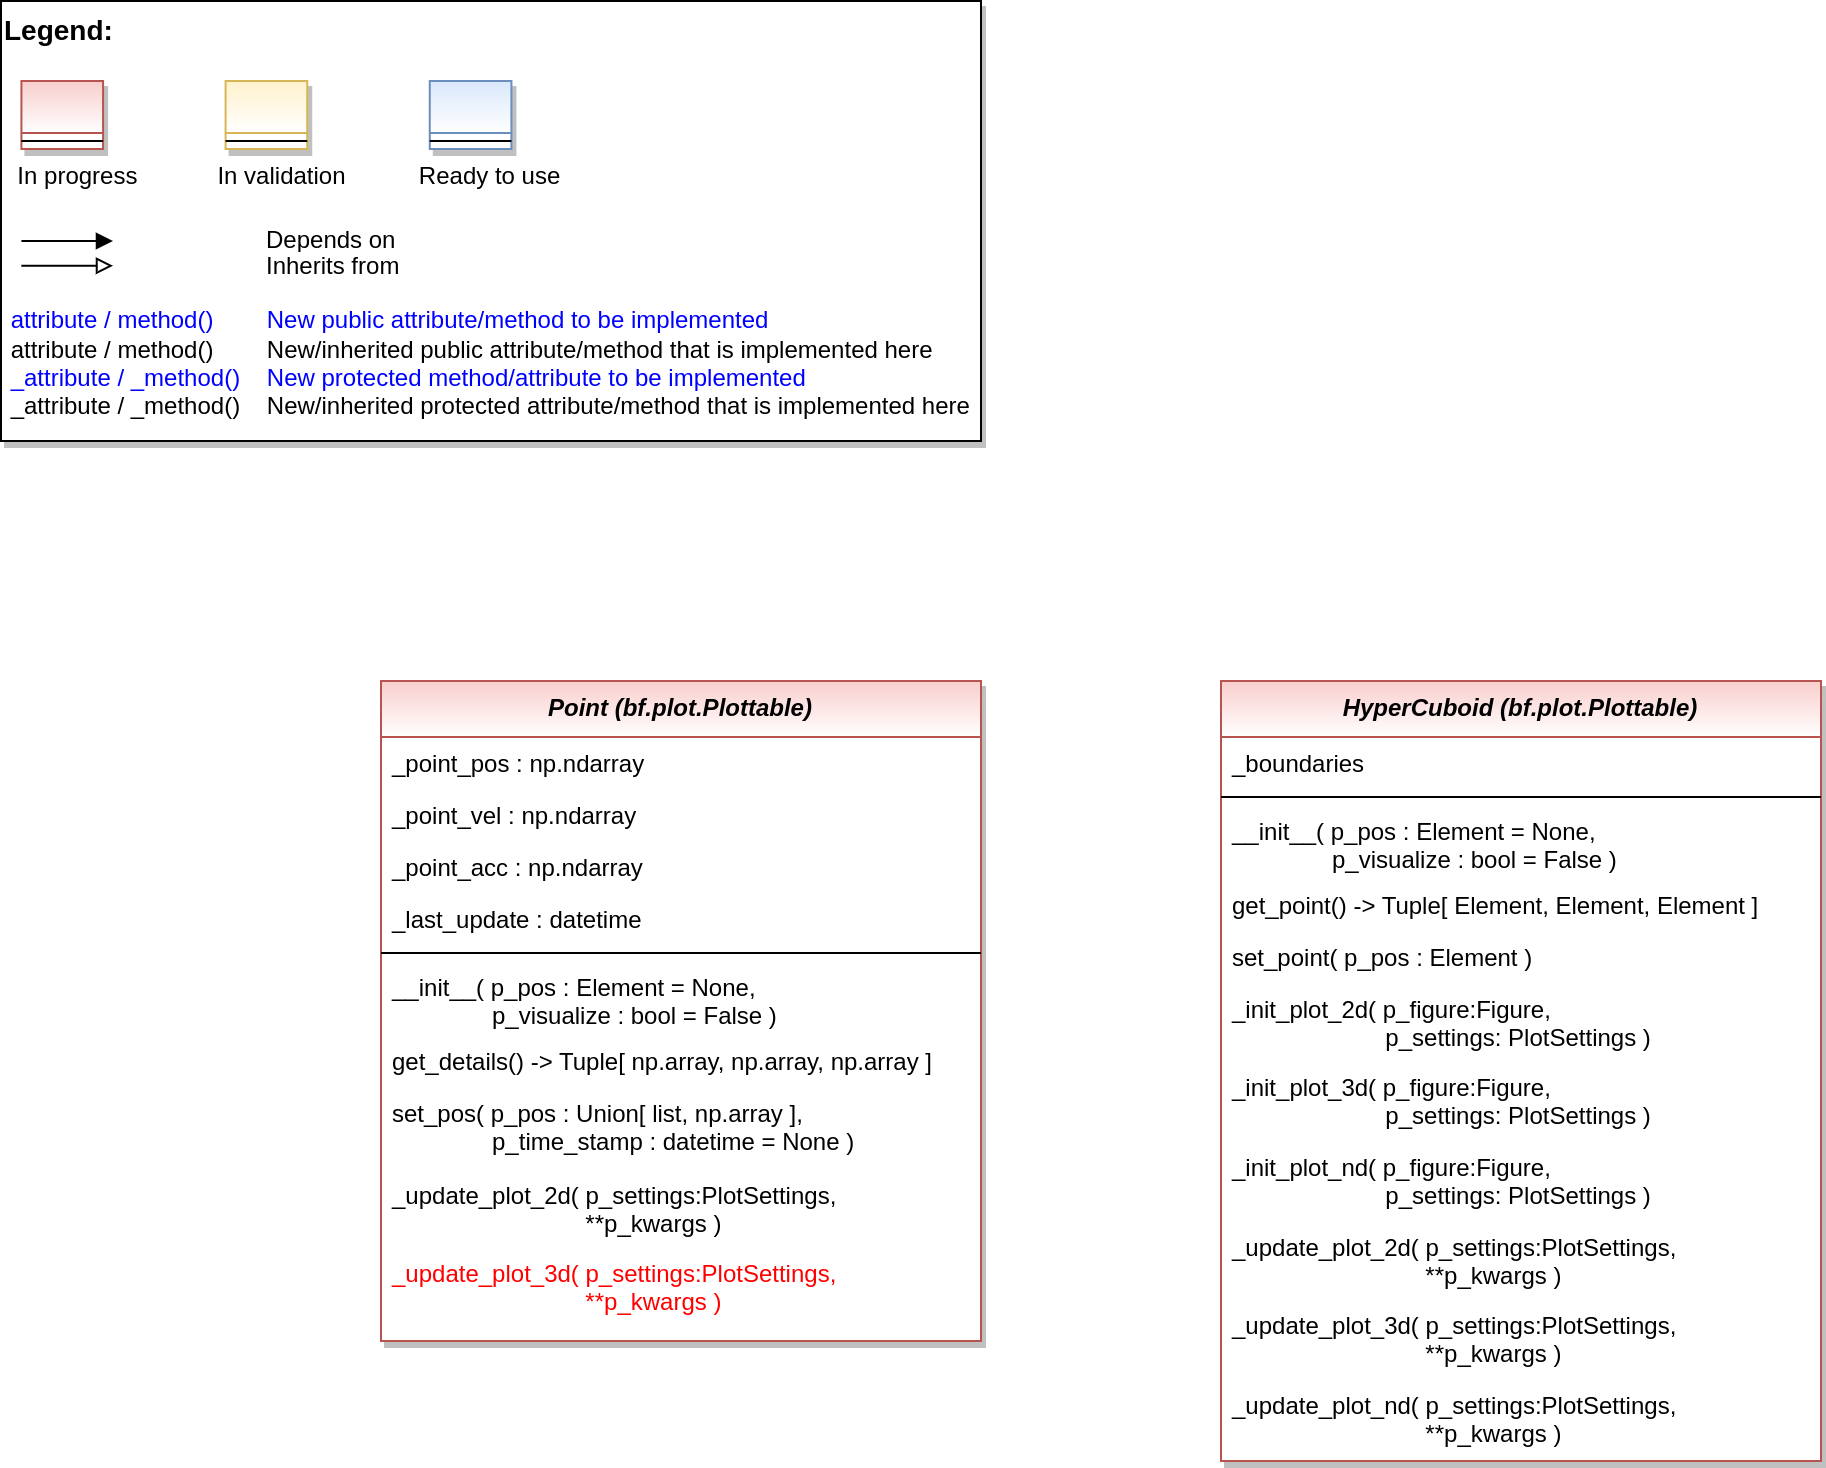 Legend:
In progress
In validation
Ready to use
Depends on
Inherits from
attribute / method() New public attribute/method to be implemented
attribute / method() New/inherited public attribute/method that is implemented here
_attribute / _method() New protected method/attribute to be implemented
_attribute / _method() New/inherited protected attribute/method that is implemented here
Point (bf.plot.Plottable)
_point_pos : np.ndarray
_point_vel : np.ndarray
_point_acc : np.ndarray
_last_update : datetime
__init__( p_pos : Element = None,
p_visualize : bool = False )
get_details() -> Tuple[ np.array, np.array, np.array ]
set_pos( p_pos : Union[ list, np.array ],
p_time_stamp : datetime = None )
_update_plot_2d( p_settings:PlotSettings,
**p_kwargs )
_update_plot_3d( p_settings:PlotSettings,
**p_kwargs )
HyperCuboid (bf.plot.Plottable)
_boundaries
__init__( p_pos : Element = None,
p_visualize : bool = False )
get_point() -> Tuple[ Element, Element, Element ]
set_point( p_pos : Element )
_init_plot_2d( p_figure:Figure,
p_settings: PlotSettings )
_init_plot_3d( p_figure:Figure,
p_settings: PlotSettings )
_init_plot_nd( p_figure:Figure,
p_settings: PlotSettings )
_update_plot_2d( p_settings:PlotSettings,
**p_kwargs )
_update_plot_3d( p_settings:PlotSettings,
**p_kwargs )
_update_plot_nd( p_settings:PlotSettings,
**p_kwargs )